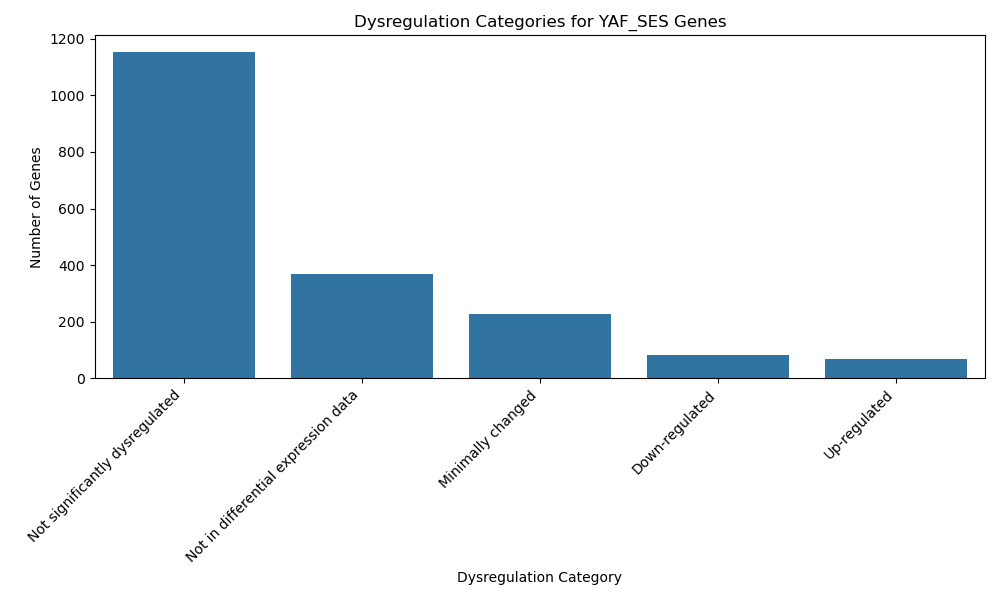 Dysregulation Categories for YAF_SES Genes
Number of Genes
1200
1000
800
600
400
200
0
Not significantly dysregulated
Not in differential expression data
Minimally changed
Down-regulated
Up-regulated
Dysregulation Category